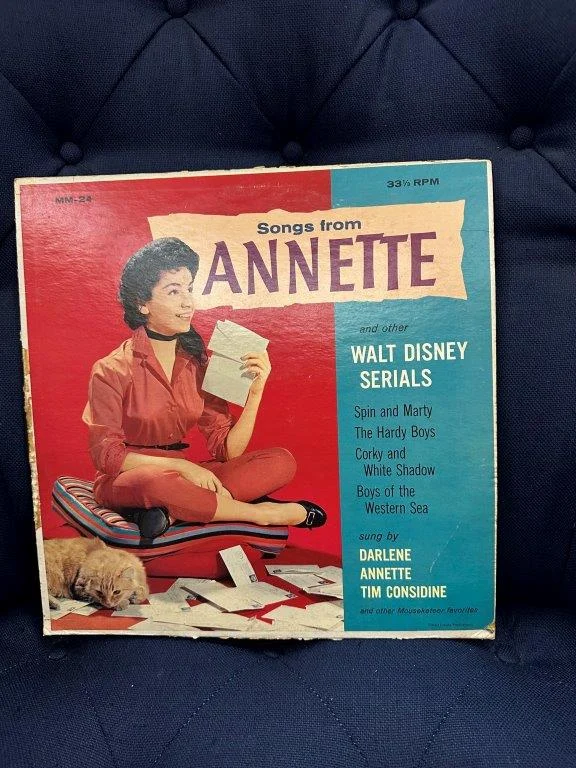 MM-24
33⅓ RPM
Songs from
ANNETTE
and other
WALT DISNEY
SERIALS
Spin and Marty
The Hardy Boys
Corky and
White Shadow
Boys of the
Western Sea
sung by
DARLENE
ANNETTE
TIM CONSIDINE
and other Mouseketeer favorites